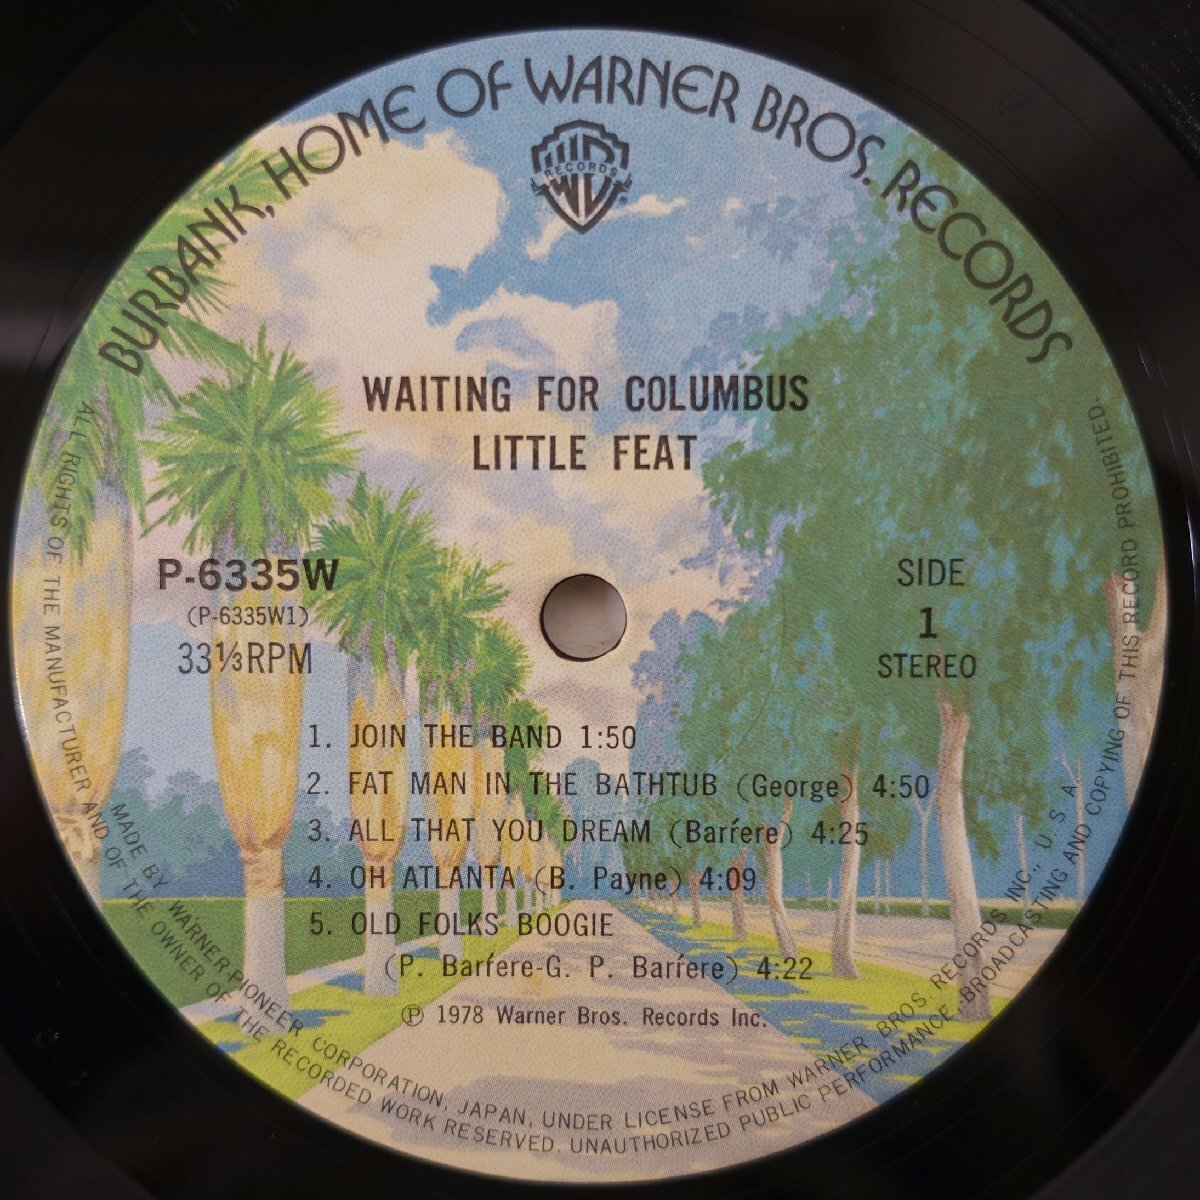 BURBANK, HOME OF WARNER BROS. RECORDS
RECORDS
WAITING FOR COLUMBUS
LITTLE FEAT
P-6335W
(P-6335W1)
33⅓RPM
SIDE
1
STEREO
1. JOIN THE BAND 1:50
2. FAT MAN IN THE BATHTUB (George) 4:50
3. ALL THAT YOU DREAM (Barŕere) 4:25
4. OH ATLANTA (B. Payne) 4:09
5. OLD FOLKS BOOGIE
(P. Barŕere-G. P. Barŕere) 4:22
Ⓟ 1978 Warner Bros. Records Inc.
MADE BY WARNER-PIONEER CORPORATION, JAPAN, UNDER LICENSE FROM WARNER BROS. RECORDS INC., U. S. A.
ALL RIGHTS OF THE MANUFACTURER AND OF THE OWNER OF THE RECORDED WORK RESERVED. UNAUTHORIZED PUBLIC PERFORMANCE, BROADCASTING AND COPYING OF THIS RECORD PROHIBITED.